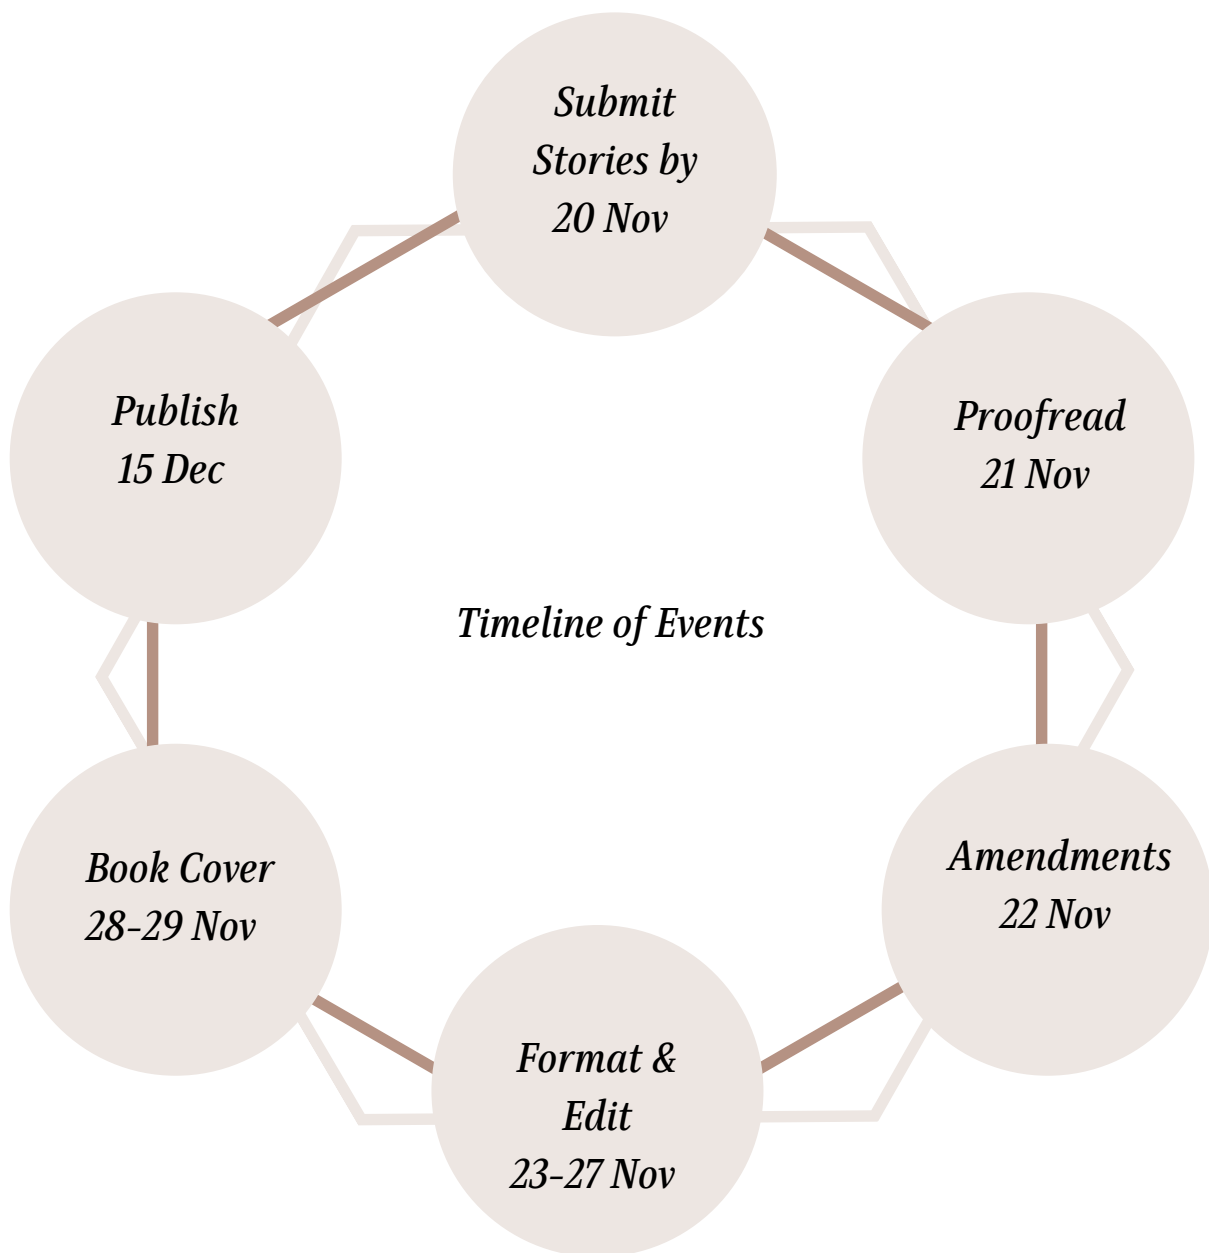 Submit
Stories by
20 Nov
Proofread
21 Nov
Amendments
22 Nov
Format &
Edit
23-27 Nov
Book Cover
28-29 Nov
Publish
15 Dec
Timeline of Events